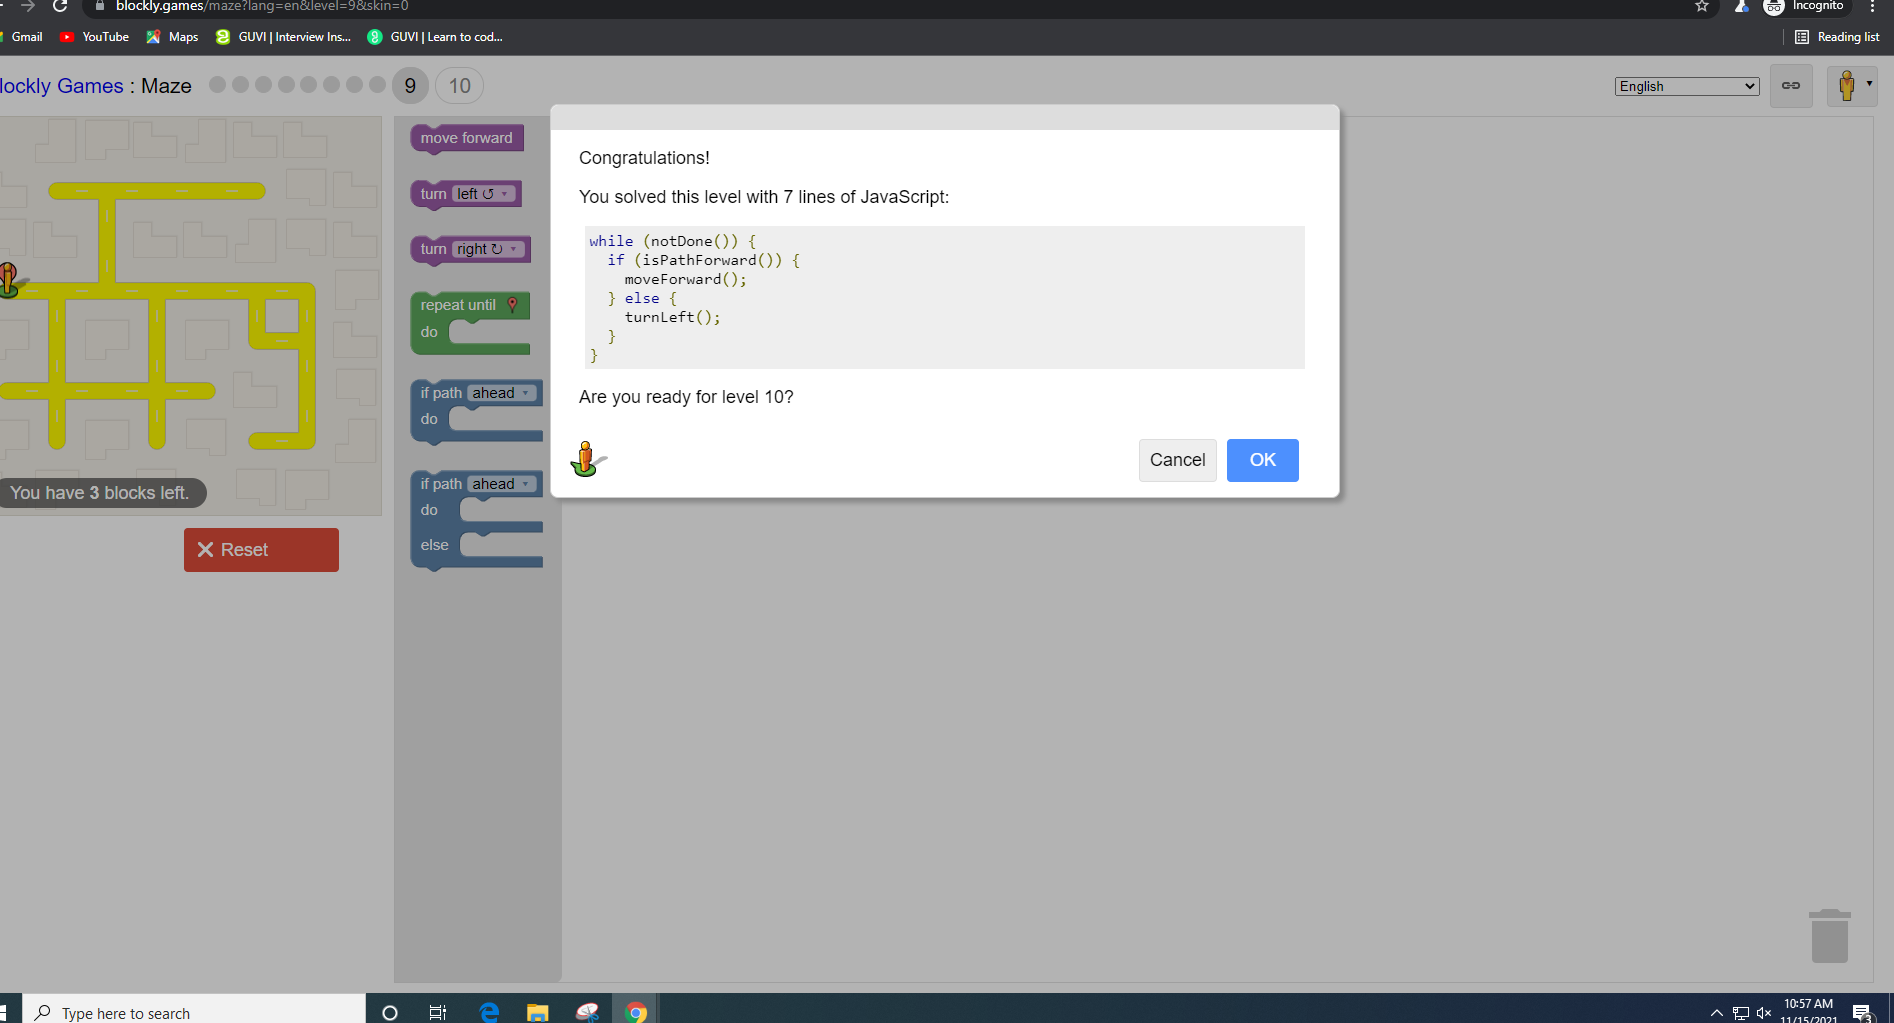 blockly.games/maze?lang=en&level=9&skin=0
Incognito
Gmail
YouTube
Maps
GUVI | Interview Ins...
GUVI | Learn to cod...
Reading list
lockly Games : Maze
9
10
English
move forward
turn left ↺
turn right ↻
repeat until
do
if path ahead
do
if path ahead
do
else
You have 3 blocks left.
Reset
Congratulations!
You solved this level with 7 lines of JavaScript:
while (notDone()) {
if (isPathForward()) {
moveForward();
} else {
turnLeft();
}
}
Are you ready for level 10?
Cancel
OK
Type here to search
10:57 AM
11/15/2021
3